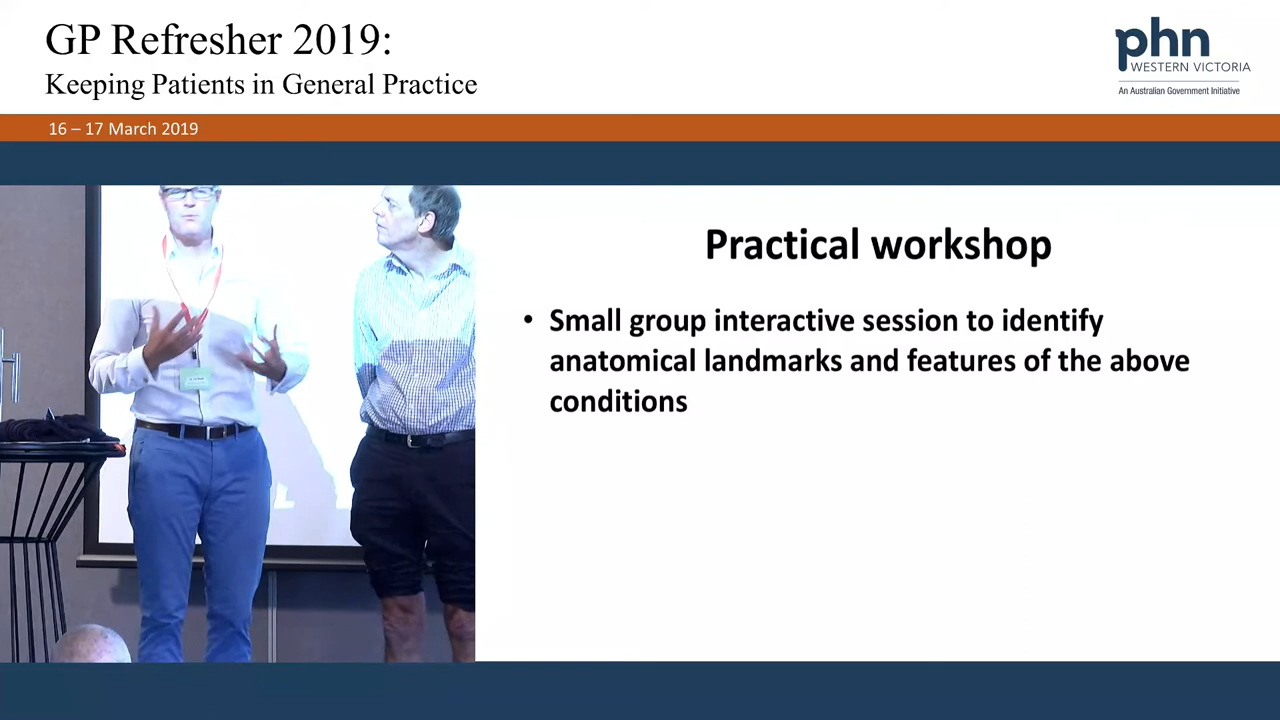 GP Refresher 2019:
Keeping Patients in General Practice
phn
WESTERN VICTORIA
An Australian Government Initiative
16 – 17 March 2019
Practical workshop
• Small group interactive session to identify
anatomical landmarks and features of the above
conditions